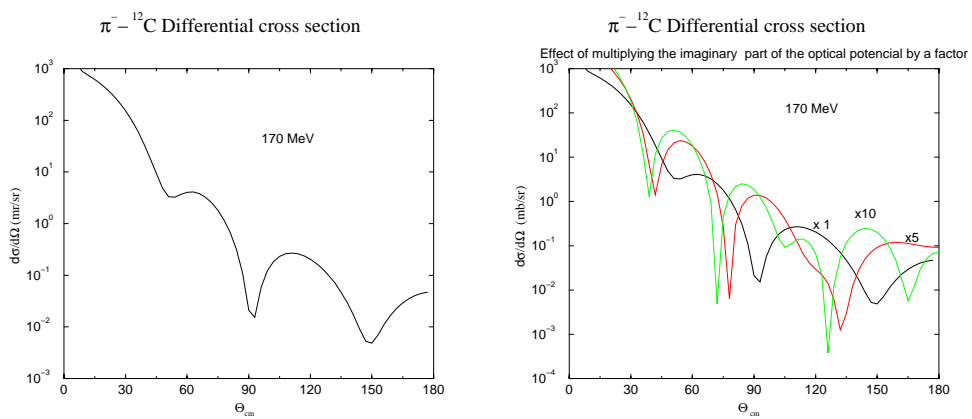 π⁻–¹²C Differential cross section
10³
10²
10¹
10⁰
10⁻¹
10⁻²
10⁻³
dσ/dΩ (mr/sr)
170 MeV
0 30 60 90 120 150 180
Θcm
π⁻–¹²C Differential cross section
Effect of multiplying the imaginary part of the optical potencial by a factor
10³
10²
10¹
10⁰
10⁻¹
10⁻²
10⁻³
10⁻⁴
dσ/dΩ (mb/sr)
170 MeV
x 1
x10
x5
0 30 60 90 120 150 180
Θcm